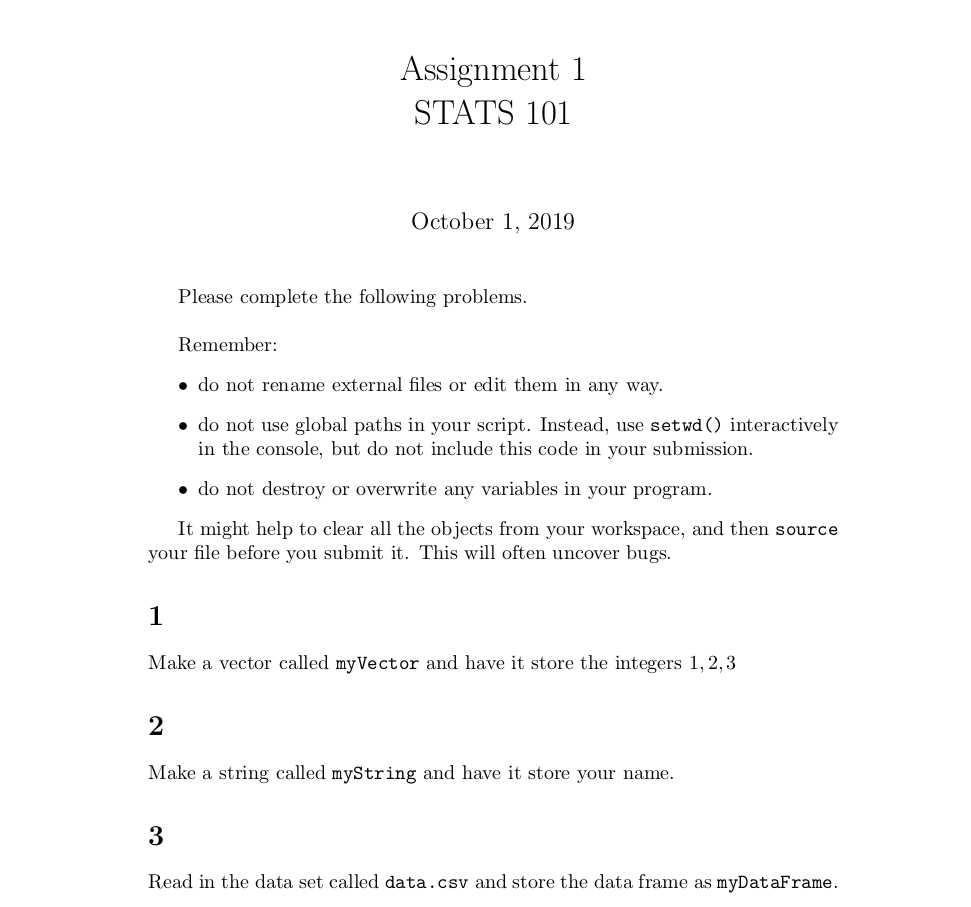 Assignment 1
STATS 101
October 1, 2019
Please complete the following problems.
Remember:
• do not rename external files or edit them in any way.
• do not use global paths in your script. Instead, use setwd() interactively
in the console, but do not include this code in your submission.
• do not destroy or overwrite any variables in your program.
It might help to clear all the objects from your workspace, and then source
your file before you submit it. This will often uncover bugs.
1
Make a vector called myVector and have it store the integers 1, 2, 3
2
Make a string called myString and have it store your name.
3
Read in the data set called data.csv and store the data frame as myDataFrame.